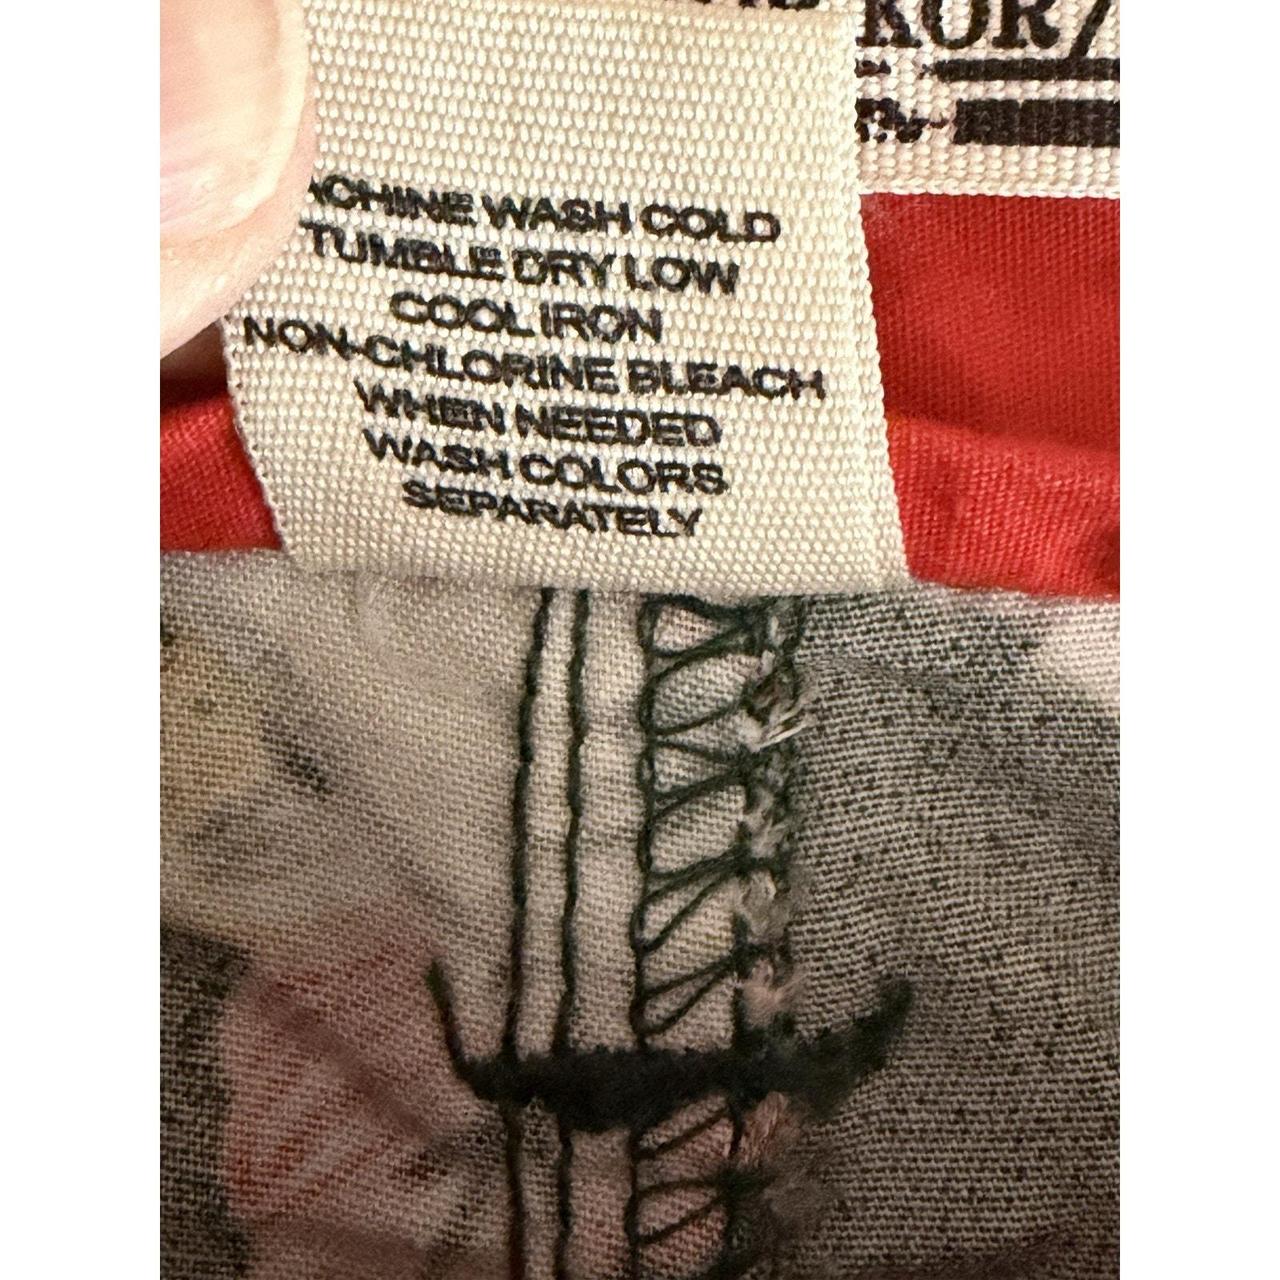 KOR/
ACHINE WASH COLD
TUMBLE DRY LOW
COOL IRON
NON-CHLORINE BLEACH
WHEN NEEDED
WASH COLORS
SEPARATELY